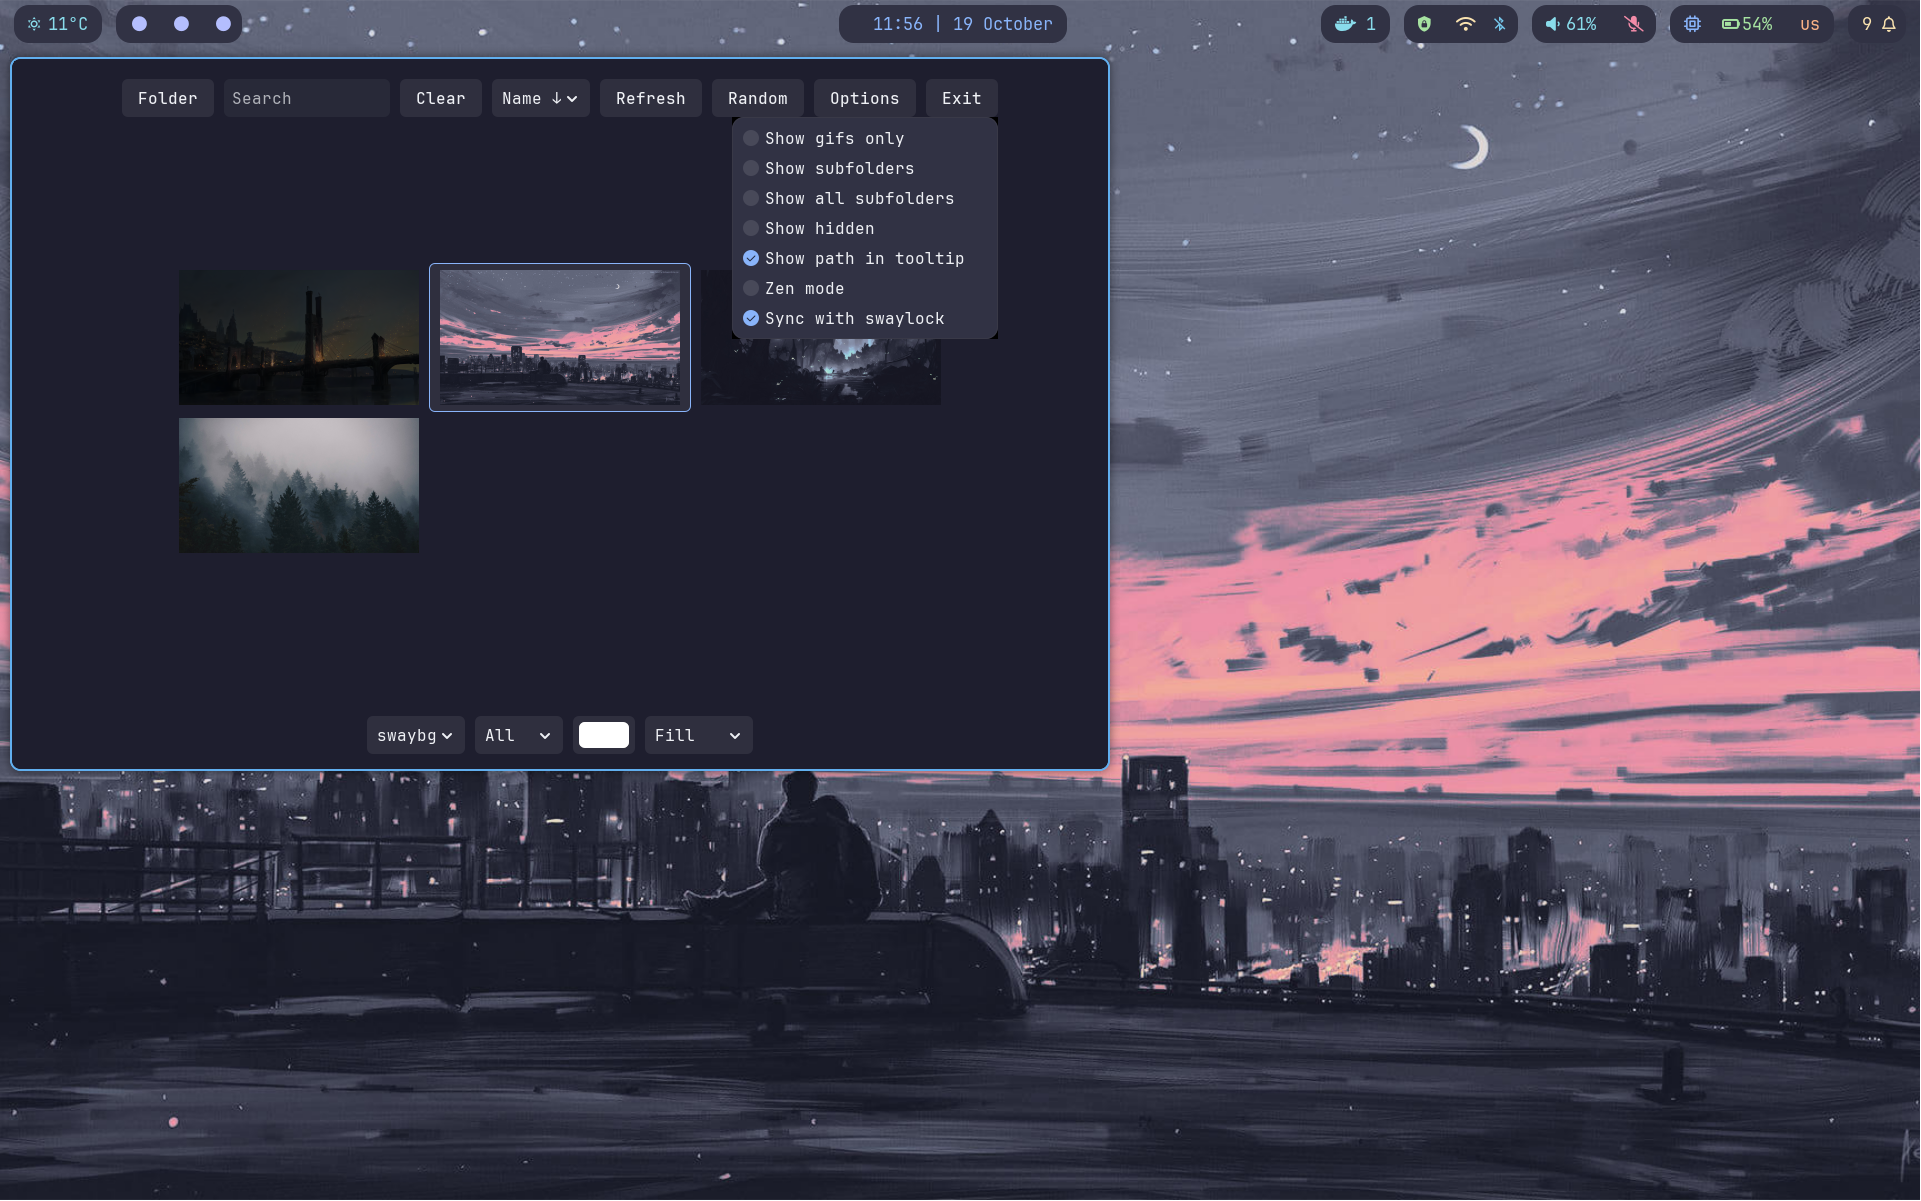 11°C
11:56 | 19 October
1
61%
54%
US
9
Folder
Search
Clear
Name ↓
Refresh
Random
Options
Exit
Show gifs only
Show subfolders
Show all subfolders
Show hidden
Show path in tooltip
Zen mode
Sync with swaylock
swaybg
All
Fill